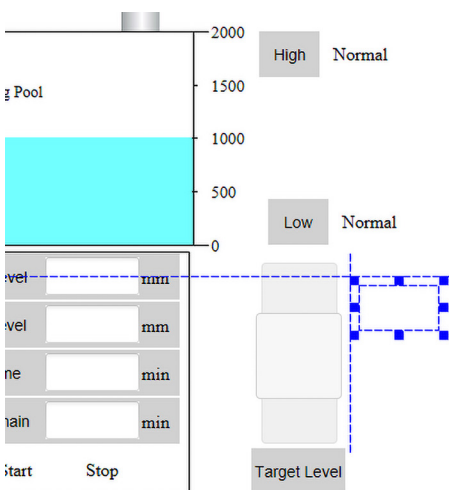 2000
High Normal
1500
g Pool
1000
500
Low Normal
0
mm
mm
min
min
Start Stop
Target Level